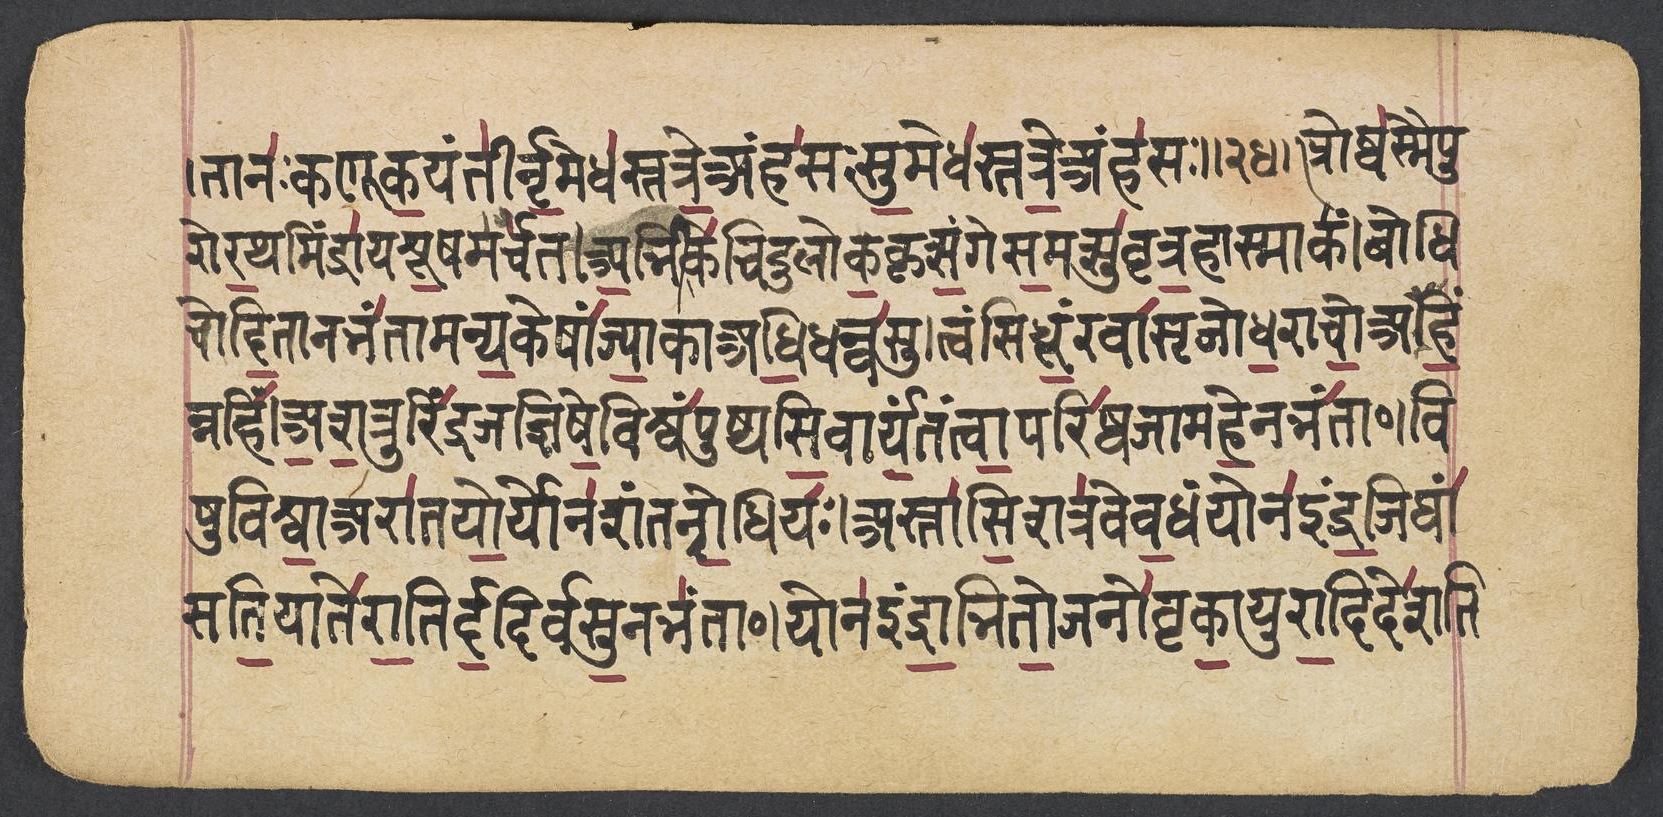 ।तानःकणूकयंतीर्नृमेधस्तत्रेअंहसःसुमेधस्तत्रेअंहसः॥२४॥प्रोष्वस्मैपु
रोरथमिंद्रायशूषमर्चत।अभीकेचिदुलोककृत्संगेसमत्सुवृत्रहास्माकं।बोधि
चोदितानभंतामन्यकेषांज्याकाअधिधन्वसु।त्वंसिंधूंरवासृजोधराचोअहं
न्नहिं।अशत्रुरिंद्रजज्ञिषेविश्वंपुष्यसिवार्यंतंत्वापरिष्वजामहेनभंता०।वि
षुविश्वाअरातयोर्योनशंतनोधियः।अस्तासिशत्रवेवधंयोनइंद्रजिघां
सतियातेरातिर्ददिर्वसुनभंता०।योनइंद्राभितोजनोवृकायुरादिदेशति